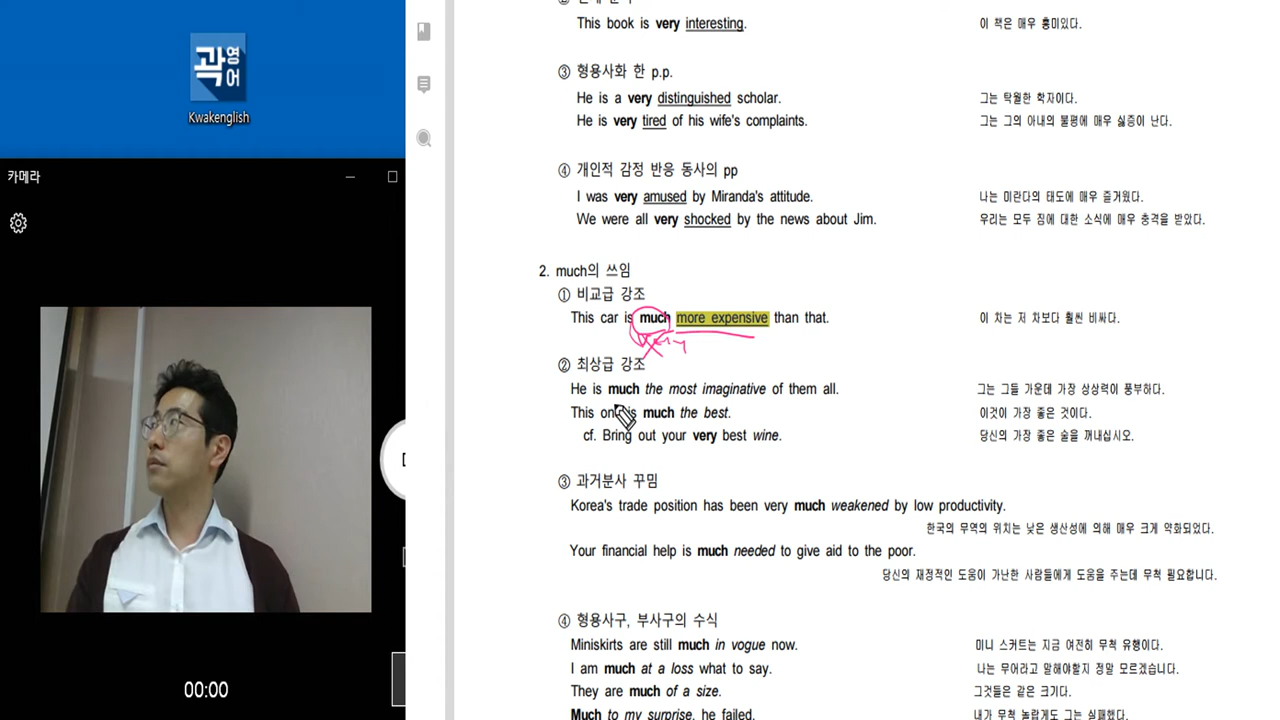 곽영어
Kwakenglish
카메라
00:00
This book is very interesting. 이 책은 매우 흥미있다.
③ 형용사화 한 p.p.
He is a very distinguished scholar. 그는 탁월한 학자이다.
He is very tired of his wife's complaints. 그는 그의 아내의 불평에 매우 싫증이 난다.
④ 개인적 감정 반응 동사의 pp
I was very amused by Miranda's attitude. 나는 미란다의 태도에 매우 즐거웠다.
We were all very shocked by the news about Jim. 우리는 모두 짐에 대한 소식에 매우 충격을 받았다.
2. much의 쓰임
① 비교급 강조
This car is much more expensive than that. 이 차는 저 차보다 훨씬 비싸다.
② 최상급 강조
He is much the most imaginative of them all. 그는 그들 가운데 가장 상상력이 풍부하다.
This one is much the best. 이것이 가장 좋은 것이다.
cf. Bring out your very best wine. 당신의 가장 좋은 술을 꺼내십시오.
③ 과거분사 꾸밈
Korea's trade position has been very much weakened by low productivity.
한국의 무역의 위치는 낮은 생산성에 의해 매우 크게 약화되었다.
Your financial help is much needed to give aid to the poor.
당신의 재정적인 도움이 가난한 사람들에게 도움을 주는데 무척 필요합니다.
④ 형용사구, 부사구의 수식
Miniskirts are still much in vogue now. 미니 스커트는 지금 여전히 무척 유행이다.
I am much at a loss what to say. 나는 무어라고 말해야할지 정말 모르겠습니다.
They are much of a size. 그것들은 같은 크기다.
Much to my surprise, he failed. 내가 무척 놀랍게도 그는 실패했다.